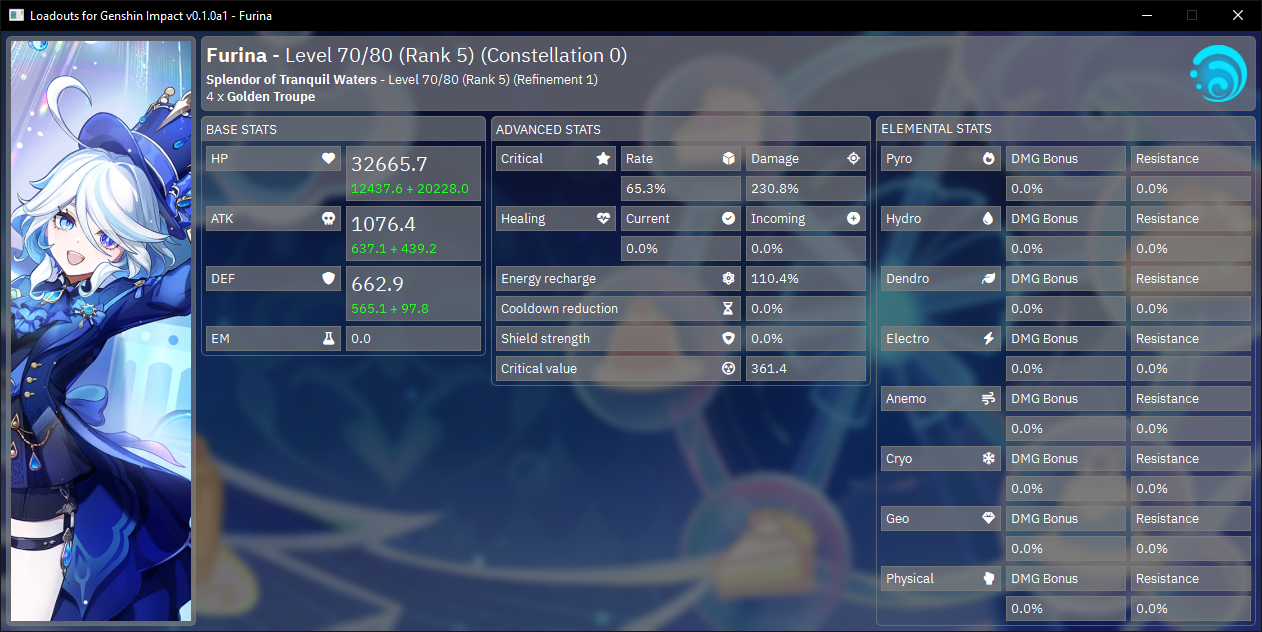 Loadouts for Genshin Impact v0.1.0a1 - Furina
Furina - Level 70/80 (Rank 5) (Constellation 0)
Splendor of Tranquil Waters - Level 70/80 (Rank 5) (Refinement 1)
4 x Golden Troupe
BASE STATS
HP
32665.7
12437.6 + 20228.0
ATK
1076.4
637.1 + 439.2
DEF
662.9
565.1 + 97.8
EM 0.0
ADVANCED STATS
Critical Rate Damage
65.3% 230.8%
Healing Current Incoming
0.0% 0.0%
Energy recharge 110.4%
Cooldown reduction 0.0%
Shield strength 0.0%
Critical value 361.4
ELEMENTAL STATS
Pyro DMG Bonus Resistance
0.0% 0.0%
Hydro DMG Bonus Resistance
0.0% 0.0%
Dendro DMG Bonus Resistance
0.0% 0.0%
Electro DMG Bonus Resistance
0.0% 0.0%
Anemo DMG Bonus Resistance
0.0% 0.0%
Cryo DMG Bonus Resistance
0.0% 0.0%
Geo DMG Bonus Resistance
0.0% 0.0%
Physical DMG Bonus Resistance
0.0% 0.0%